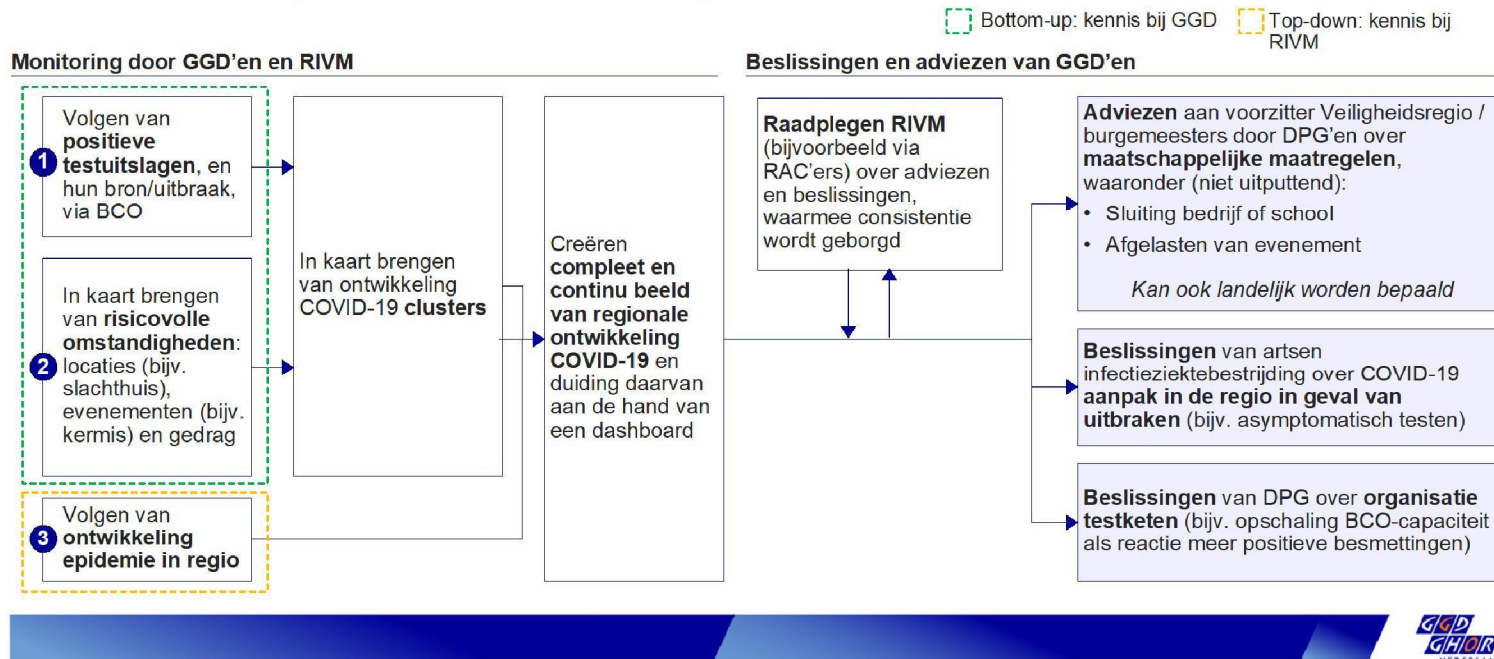 Bottom-up: kennis bij GGD
Top-down: kennis bij
RIVM
Monitoring door GGD'en en RIVM
Beslissingen en adviezen van GGD'en
1
Volgen van
positieve
testuitslagen, en
hun bron/uitbraak,
via BCO
2
In kaart brengen
van risicovolle
omstandigheden:
locaties (bijv.
slachthuis),
evenementen (bijv.
kermis) en gedrag
3
Volgen van
ontwikkeling
epidemie in regio
In kaart brengen
van ontwikkeling
COVID-19 clusters
Creëren
compleet en
continu beeld
van regionale
ontwikkeling
COVID-19 en
duiding daarvan
aan de hand van
een dashboard
Raadplegen RIVM
(bijvoorbeeld via
RAC'ers) over adviezen
en beslissingen,
waarmee consistentie
wordt geborgd
Adviezen aan voorzitter Veiligheidsregio /
burgemeesters door DPG'en over
maatschappelijke maatregelen,
waaronder (niet uitputtend):
• Sluiting bedrijf of school
• Afgelasten van evenement
Kan ook landelijk worden bepaald
Beslissingen van artsen
infectieziektebestrijding over COVID-19
aanpak in de regio in geval van
uitbraken (bijv. asymptomatisch testen)
Beslissingen van DPG over organisatie
testketen (bijv. opschaling BCO-capaciteit
als reactie meer positieve besmettingen)
GGD
GHOR